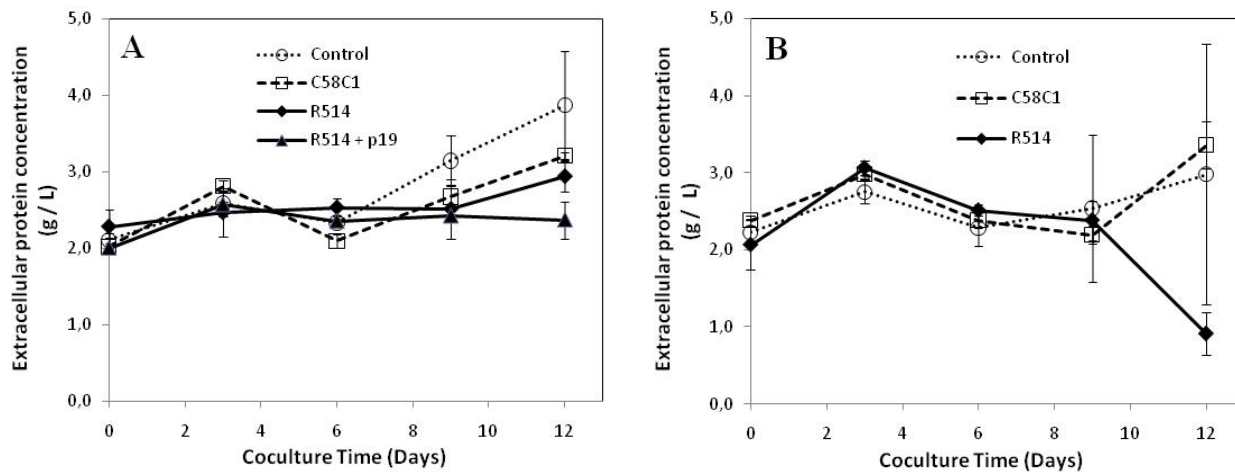 A
Control
C58C1
R514
R514 + p19
Extracellular protein concentration
(g / L)
5,0
4,0
3,0
2,0
1,0
0,0
0 2 4 6 8 10 12
Coculture Time (Days)
B
Control
C58C1
R514
Extracellular protein concentration
(g / L)
5,0
4,0
3,0
2,0
1,0
0,0
0 2 4 6 8 10 12
Coculture Time (Days)